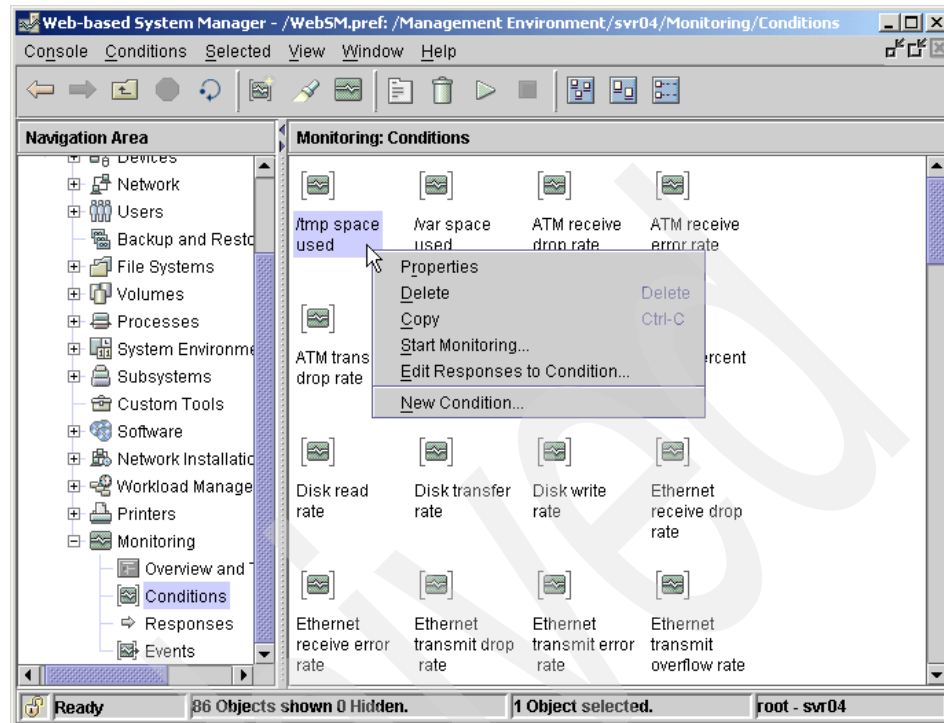 Web-based System Manager - /WebSM.pref: /Management Environment/svr04/Monitoring/Conditions
Console Conditions Selected View Window Help
Navigation Area
Devices
Network
Users
Backup and Resto
File Systems
Volumes
Processes
System Environme
Subsystems
Custom Tools
Software
Network Installatio
Workload Manage
Printers
Monitoring
Overview and T
Conditions
Responses
Events
Monitoring: Conditions
/tmp space
used
/var space
used
ATM receive
drop rate
ATM receive
error rate
Properties
Delete Delete
Copy Ctrl-C
Start Monitoring...
Edit Responses to Condition...
New Condition...
ATM trans
drop rate
rcent
Disk read
rate
Disk transfer
rate
Disk write
rate
Ethernet
receive drop
rate
Ethernet
receive error
rate
Ethernet
transmit drop
rate
Ethernet
transmit error
rate
Ethernet
transmit
overflow rate
Ready
86 Objects shown 0 Hidden.
1 Object selected.
root - svr04